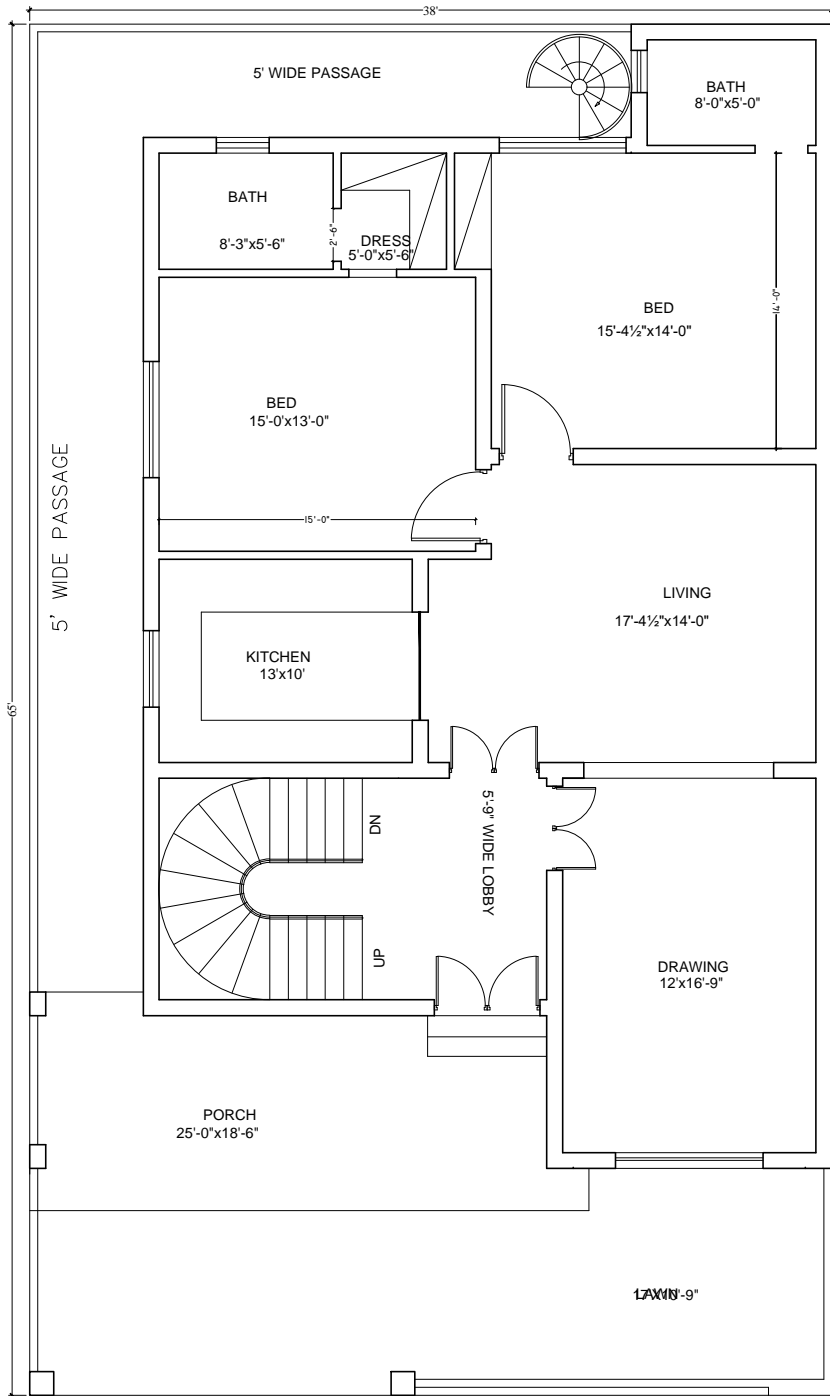 38'
5' WIDE PASSAGE
BATH
8'-0"x5'-0"
BATH
8'-3"x5'-6"
2'-6"
DRESS
5'-0"x5'-6"
BED
15'-4½"x14'-0"
14'-0"
BED
15'-0"x13'-0"
5' WIDE PASSAGE
15'-0"
LIVING
17'-4½"x14'-0"
KITCHEN
13'x10'
65'
5'-9" WIDE LOBBY
DN
UP
DRAWING
12'x16'-9"
PORCH
25'-0"x18'-6"
LAWN